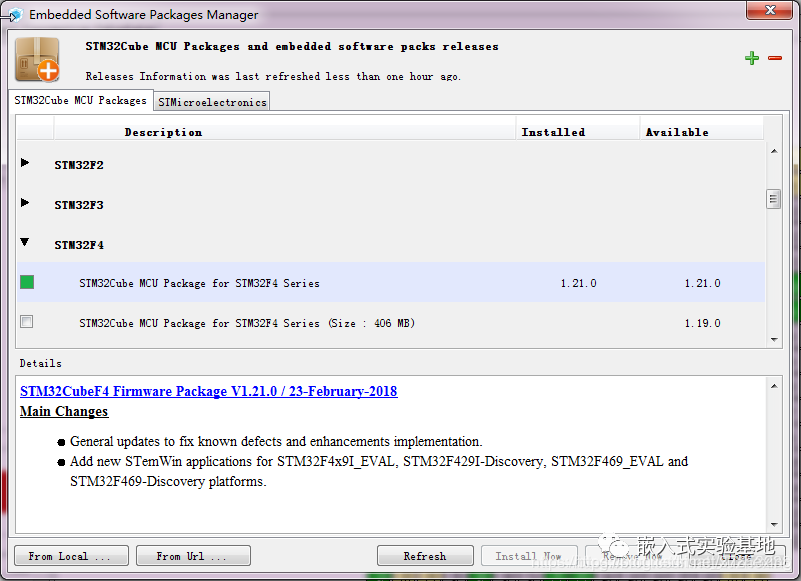 Embedded Software Packages Manager
STM32Cube MCU Packages and embedded software packs releases
Releases Information was last refreshed less than one hour ago.
STM32Cube MCU Packages
STMicroelectronics
Description Installed Available
STM32F2
STM32F3
STM32F4
STM32Cube MCU Package for STM32F4 Series 1.21.0 1.21.0
STM32Cube MCU Package for STM32F4 Series (Size : 406 MB) 1.19.0
Details
STM32CubeF4 Firmware Package V1.21.0 / 23-February-2018
Main Changes
● General updates to fix known defects and enhancements implementation.
● Add new STemWin applications for STM32F4x9I_EVAL, STM32F429I-Discovery, STM32F469_EVAL and
STM32F469-Discovery platforms.
From Local ... From Url ... Refresh Install Now Remove Now Close
嵌入式实验基地